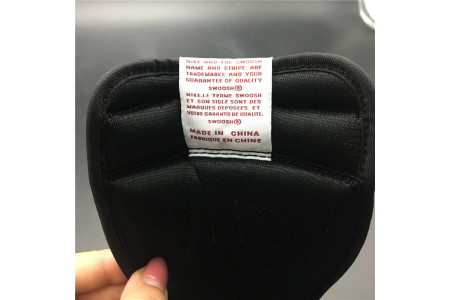 NIKE AND THE SWOOSH
NAME AND STRIPE ARE
TRADEMARKS AND YOUR
GUARANTEE OF QUALITY
SWOOSH®
NIKE,LE TERME SWOOSH
ET SON SIGLE SONT DES
MARQUES DEPOSÉES ET
VOTRE GARANTIE DE QUALITE.
SWOOSH®
MADE IN CHINA
FABRIQUE EN CHINE